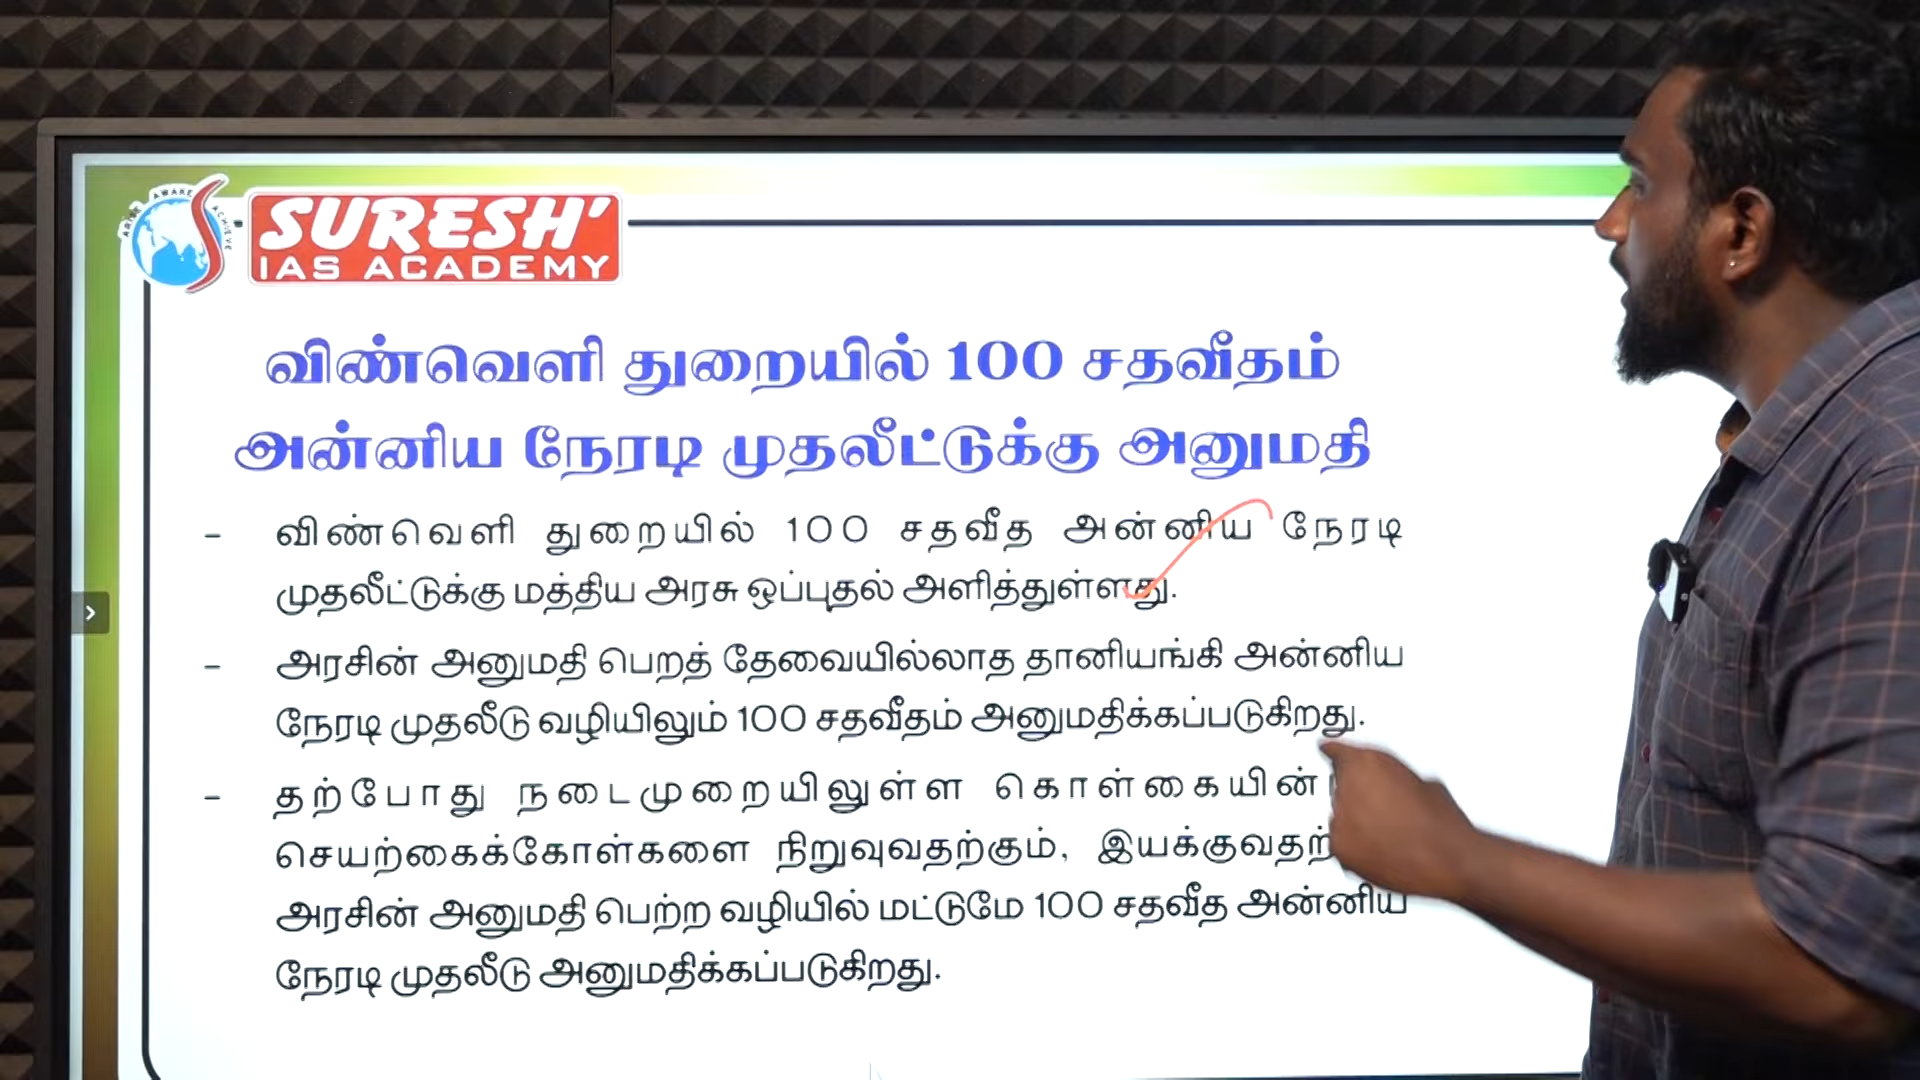 ARISE AWARE ACHIEVE
SURESH'
IAS ACADEMY
விண்வெளி துறையில் 100 சதவீதம்
அன்னிய நேரடி முதலீட்டுக்கு அனுமதி
- விண்வெளி துறையில் 100 சதவீத அன்னிய நேரடி
முதலீட்டுக்கு மத்திய அரசு ஒப்புதல் அளித்துள்ளது.
- அரசின் அனுமதி பெறத் தேவையில்லாத தானியங்கி அன்னிய
நேரடி முதலீடு வழியிலும் 100 சதவீதம் அனுமதிக்கப்படுகிறது.
- தற்போது நடைமுறையிலுள்ள கொள்கையின்
செயற்கைக்கோள்களை நிறுவுவதற்கும்,
அரசின் அனுமதி பெற்ற வழியில் மட்டுமே 100 சதவீத அன்னிய
நேரடி முதலீடு அனுமதிக்கப்படுகிறது.